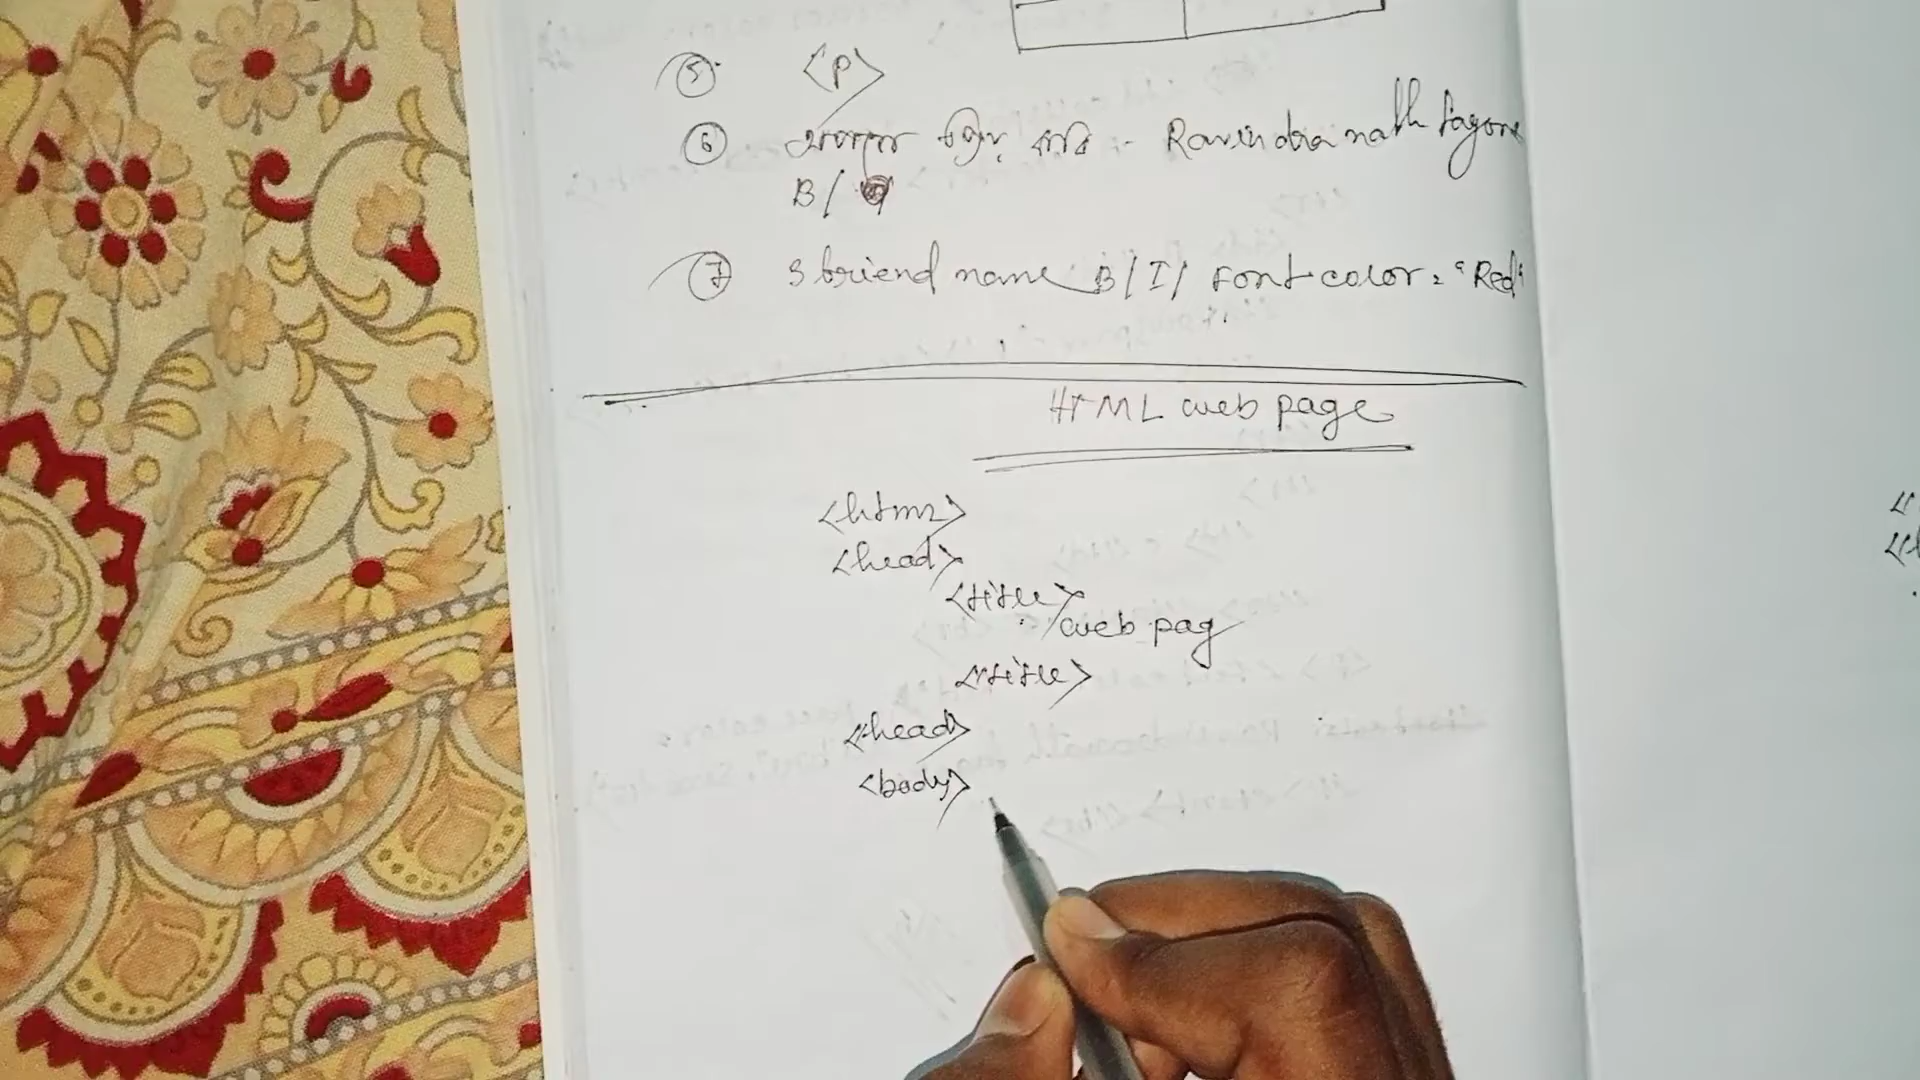 5 <P>
6 - Ravindranath Tagore
B/
7 3 friend name B/I/ Font color = "Red"
HTML web page
<html>
<head>
<title>
web pag
</title>
</head>
<body>